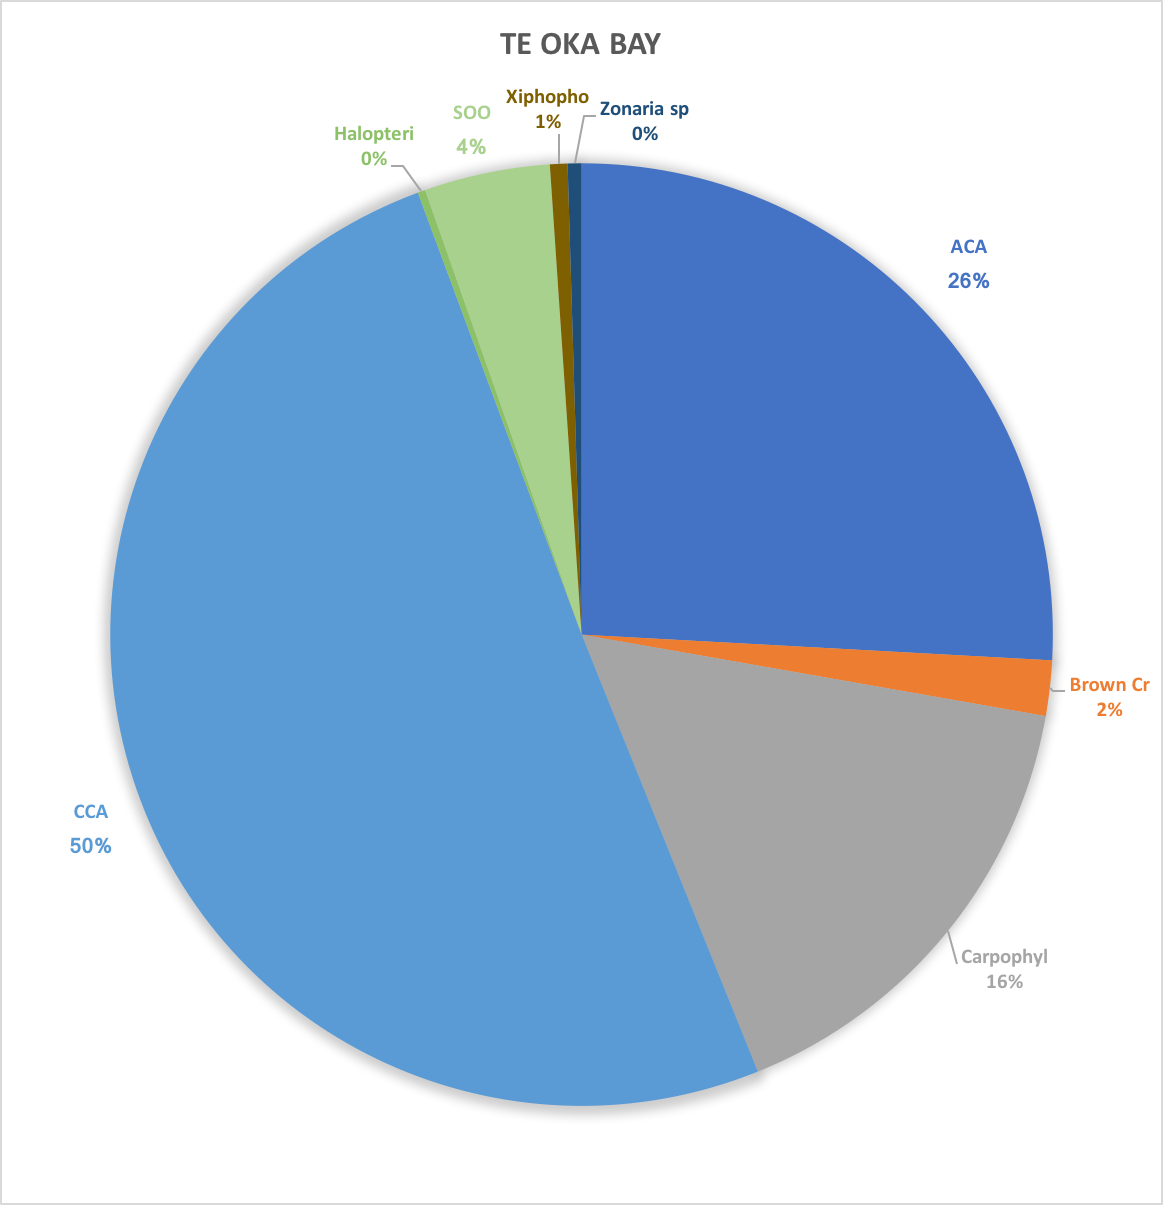 TE OKA BAY
Xiphopho
1%
Zonaria sp
0%
SOO
4%
Halopteri
0%
ACA
26%
Brown Cr
2%
CCA
50%
Carpophyl
16%